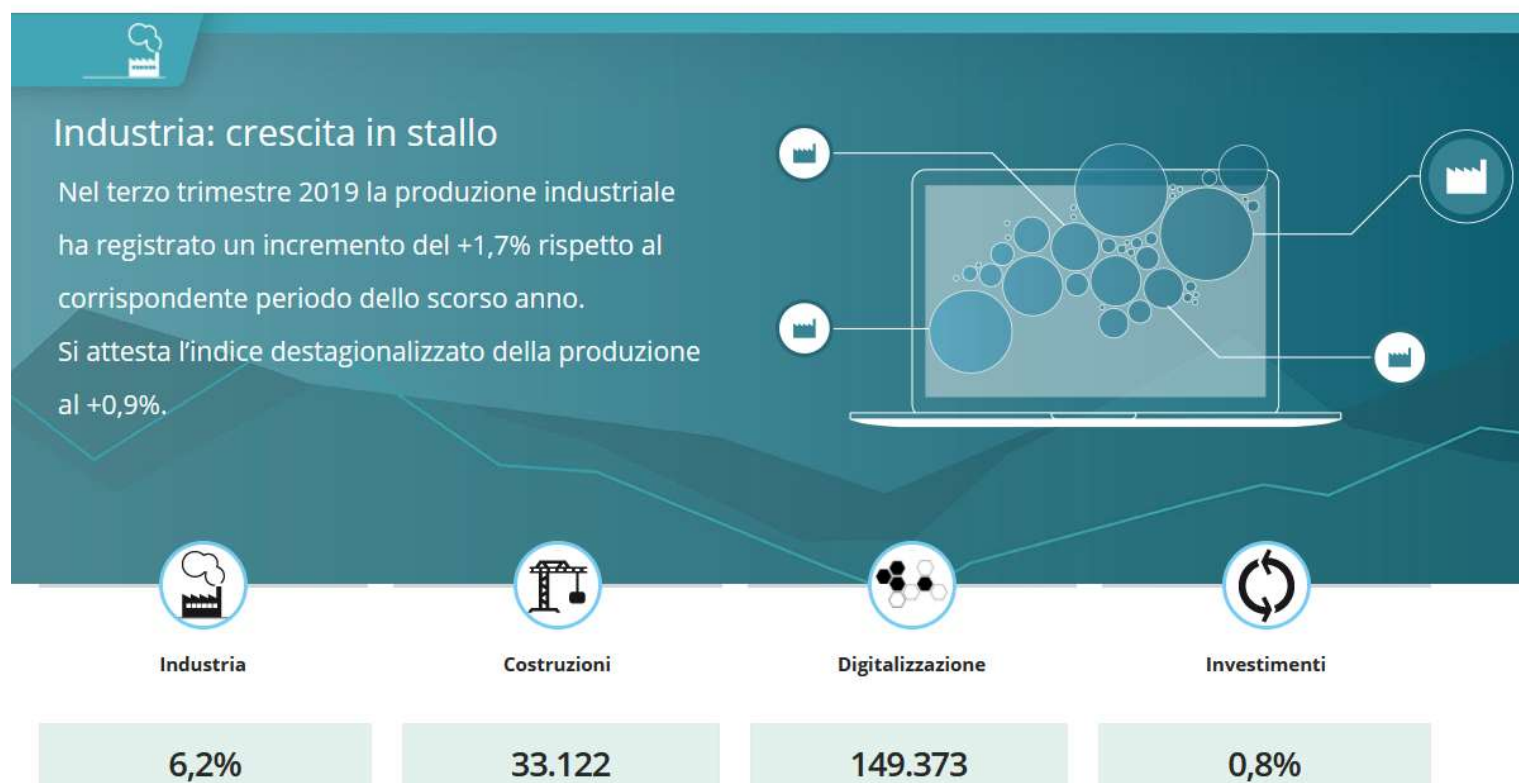 Industria: crescita in stallo
Nel terzo trimestre 2019 la produzione industriale
ha registrato un incremento del +1,7% rispetto al
corrispondente periodo dello scorso anno.
Si attesta l’indice destagionalizzato della produzione
al +0,9%.
Industria
Costruzioni
Digitalizzazione
Investimenti
6,2%
33.122
149.373
0,8%